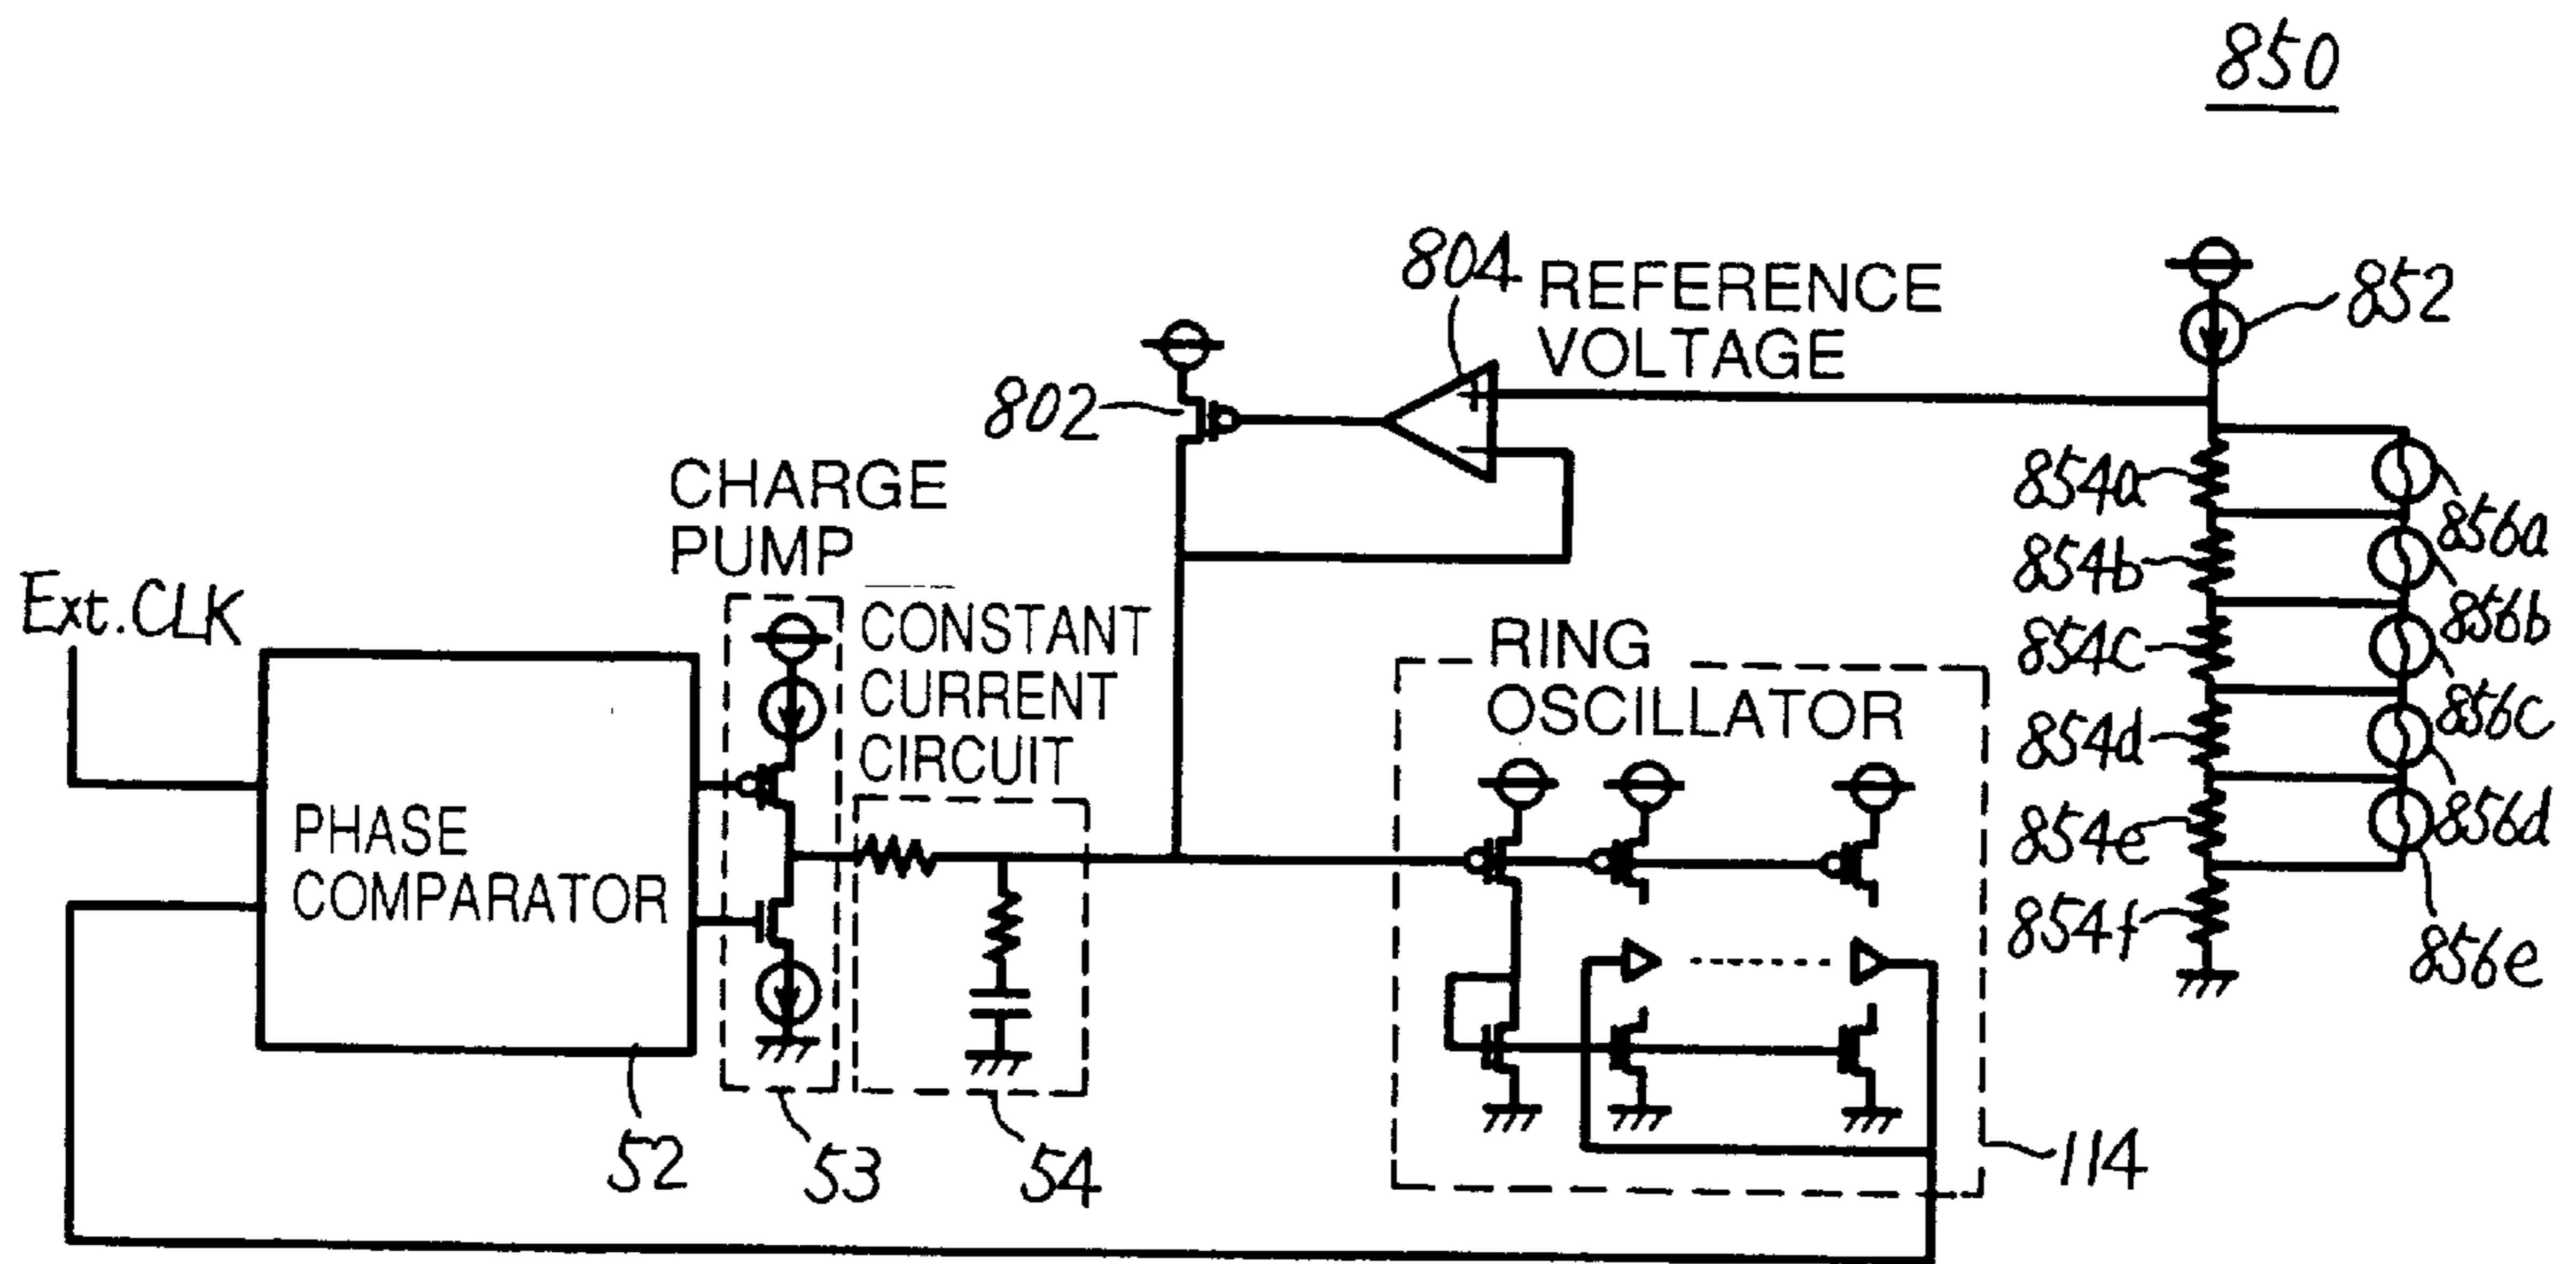 850
804
REFERENCE
VOLTAGE
852
802
CHARGE
PUMP
854a
856a
854b
856b
Ext.CLK
CONSTANT
CURRENT
CIRCUIT
RING
OSCILLATOR
854c
856c
854d
856d
PHASE
COMPARATOR
854e
854f
856e
52
53
54
114
+
-